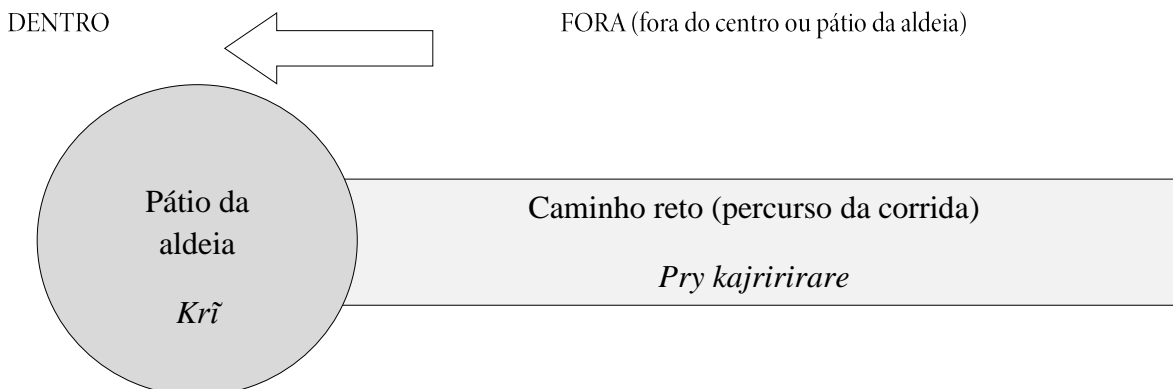 DENTRO
FORA (fora do centro ou pátio da aldeia)
Pátio da
aldeia
Krĩ
Caminho reto (percurso da corrida)
Pry kajririrare